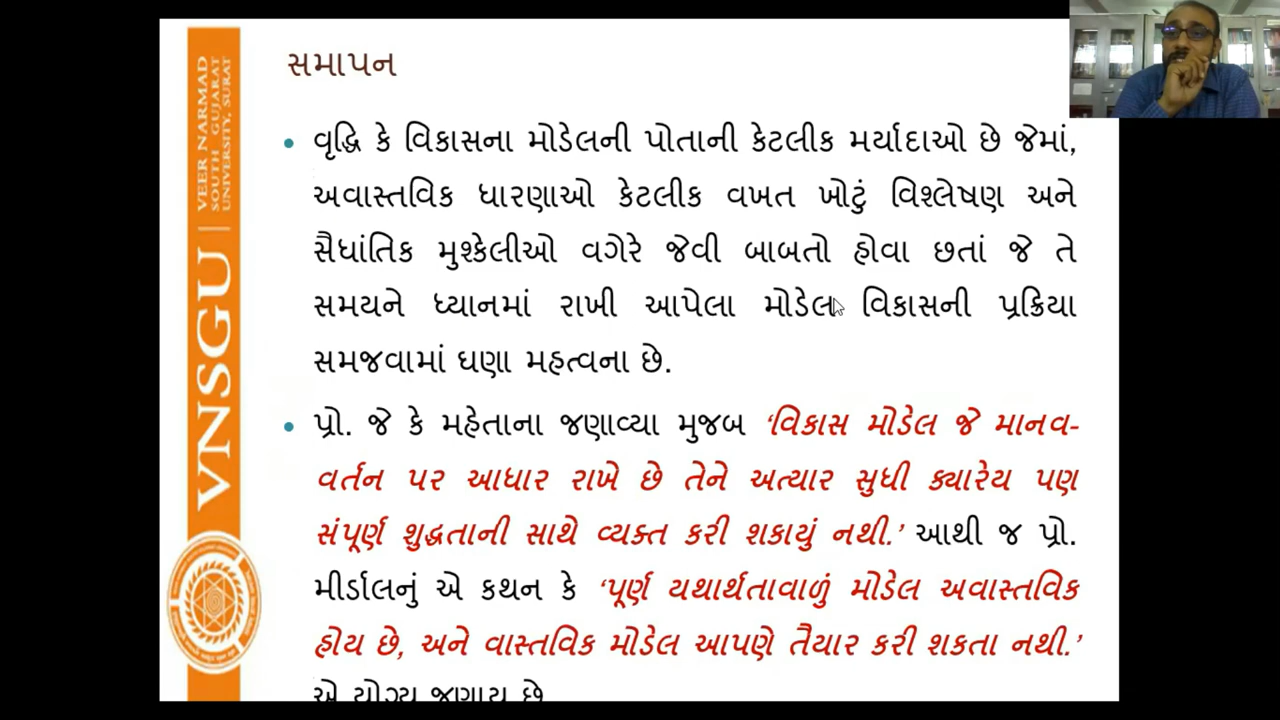 સમાપન
વૃદ્ધિ કે વિકાસના મોડેલની પોતાની કેટલીક મર્યાદાઓ છે જેમાં,
અવાસ્તવિક ધારણાઓ કેટલીક વખત ખોટું વિશ્લેષણ અને
સૈધાંતિક મુશ્કેલીઓ વગેરે જેવી બાબતો હોવા છતાં જે તે
સમયને ધ્યાનમાં રાખી આપેલા મોડેલ વિકાસની પ્રક્રિયા
સમજવામાં ઘણા મહત્વના છે.
પ્રો. જે કે મહેતાના જણાવ્યા મુજબ ‘વિકાસ મોડેલ જે માનવ-
વર્તન પર આધાર રાખે છે તેને અત્યાર સુધી ક્યારેય પણ
સંપૂર્ણ શુદ્ધતાની સાથે વ્યક્ત કરી શકાયું નથી.’ આથી જ પ્રો.
મીર્ડાલનું એ કથન કે ‘પૂર્ણ યથાર્થતાવાળું મોડેલ અવાસ્તવિક
હોય છે, અને વાસ્તવિક મોડેલ આપણે તૈયાર કરી શકતા નથી.’
એ યોગ્ય જણાય છે
VNSGU
VEER NARMAD
SOUTH GUJARAT
UNIVERSITY, SURAT